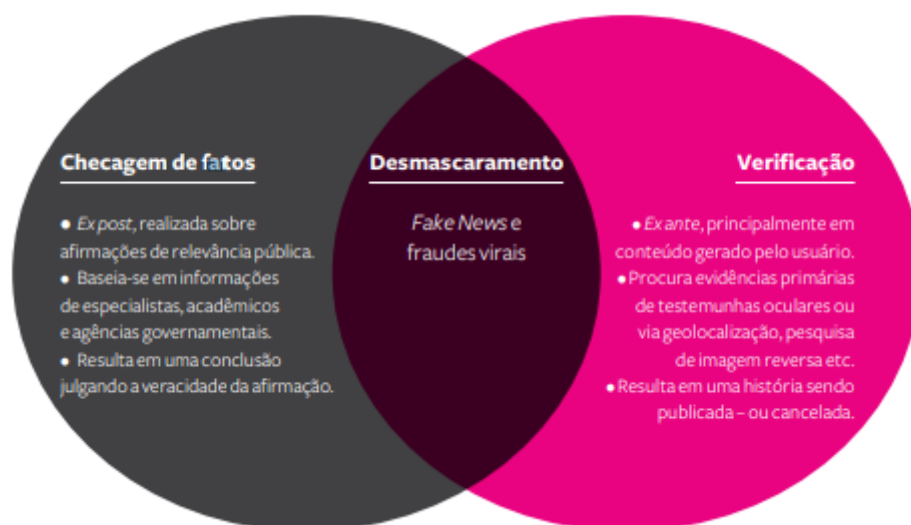 Checagem de fatos
● Ex post, realizada sobre
afirmações de relevância pública.
● Baseia-se em informações
de especialistas, acadêmicos
e agências governamentais.
● Resulta em uma conclusão
julgando a veracidade da afirmação.
Desmascaramento
Fake News e
fraudes virais
Verificação
● Ex ante, principalmente em
conteúdo gerado pelo usuário.
● Procura evidências primárias
de testemunhas oculares ou
via geolocalização, pesquisa
de imagem reversa etc.
● Resulta em uma história sendo
publicada – ou cancelada.